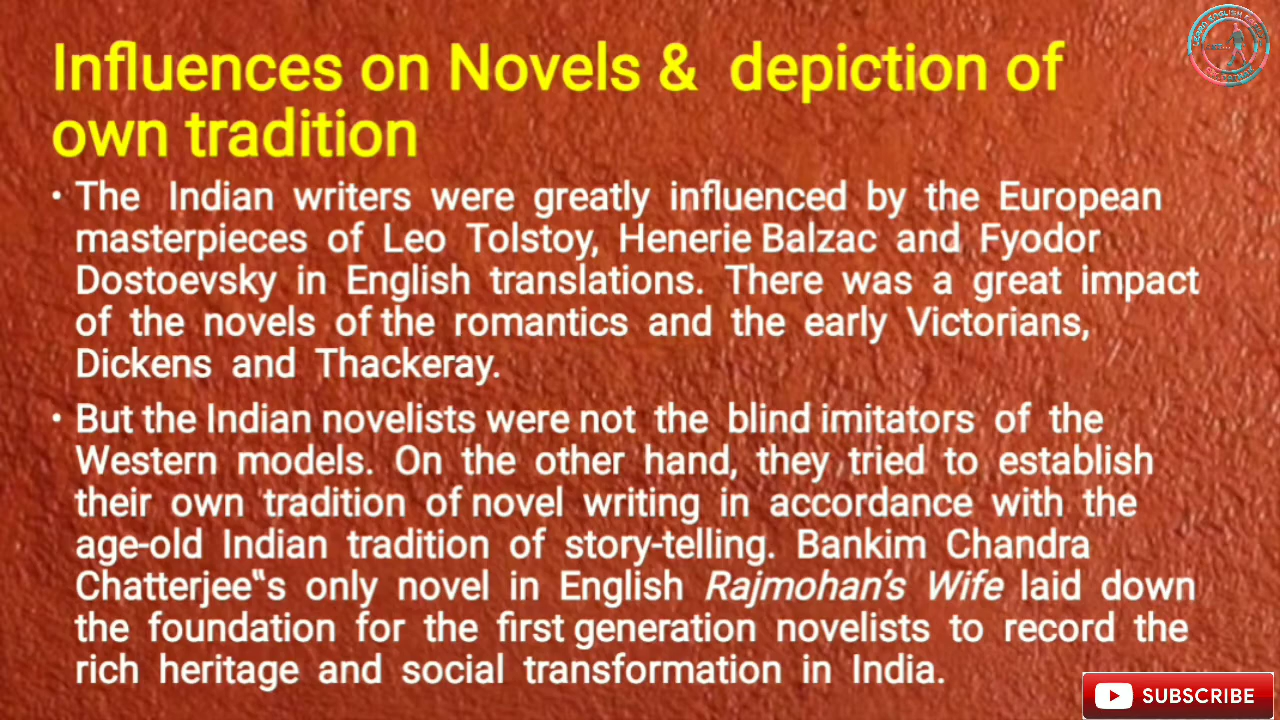 Influences on Novels & depiction of
own tradition
• The Indian writers were greatly influenced by the European
masterpieces of Leo Tolstoy, Henerie Balzac and Fyodor
Dostoevsky in English translations. There was a great impact
of the novels of the romantics and the early Victorians,
Dickens and Thackeray.
• But the Indian novelists were not the blind imitators of the
Western models. On the other hand, they tried to establish
their own tradition of novel writing in accordance with the
age-old Indian tradition of story-telling. Bankim Chandra
Chatterjee‟s only novel in English Rajmohan’s Wife laid down
the foundation for the first generation novelists to record the
rich heritage and social transformation in India.
SUBSCRIBE